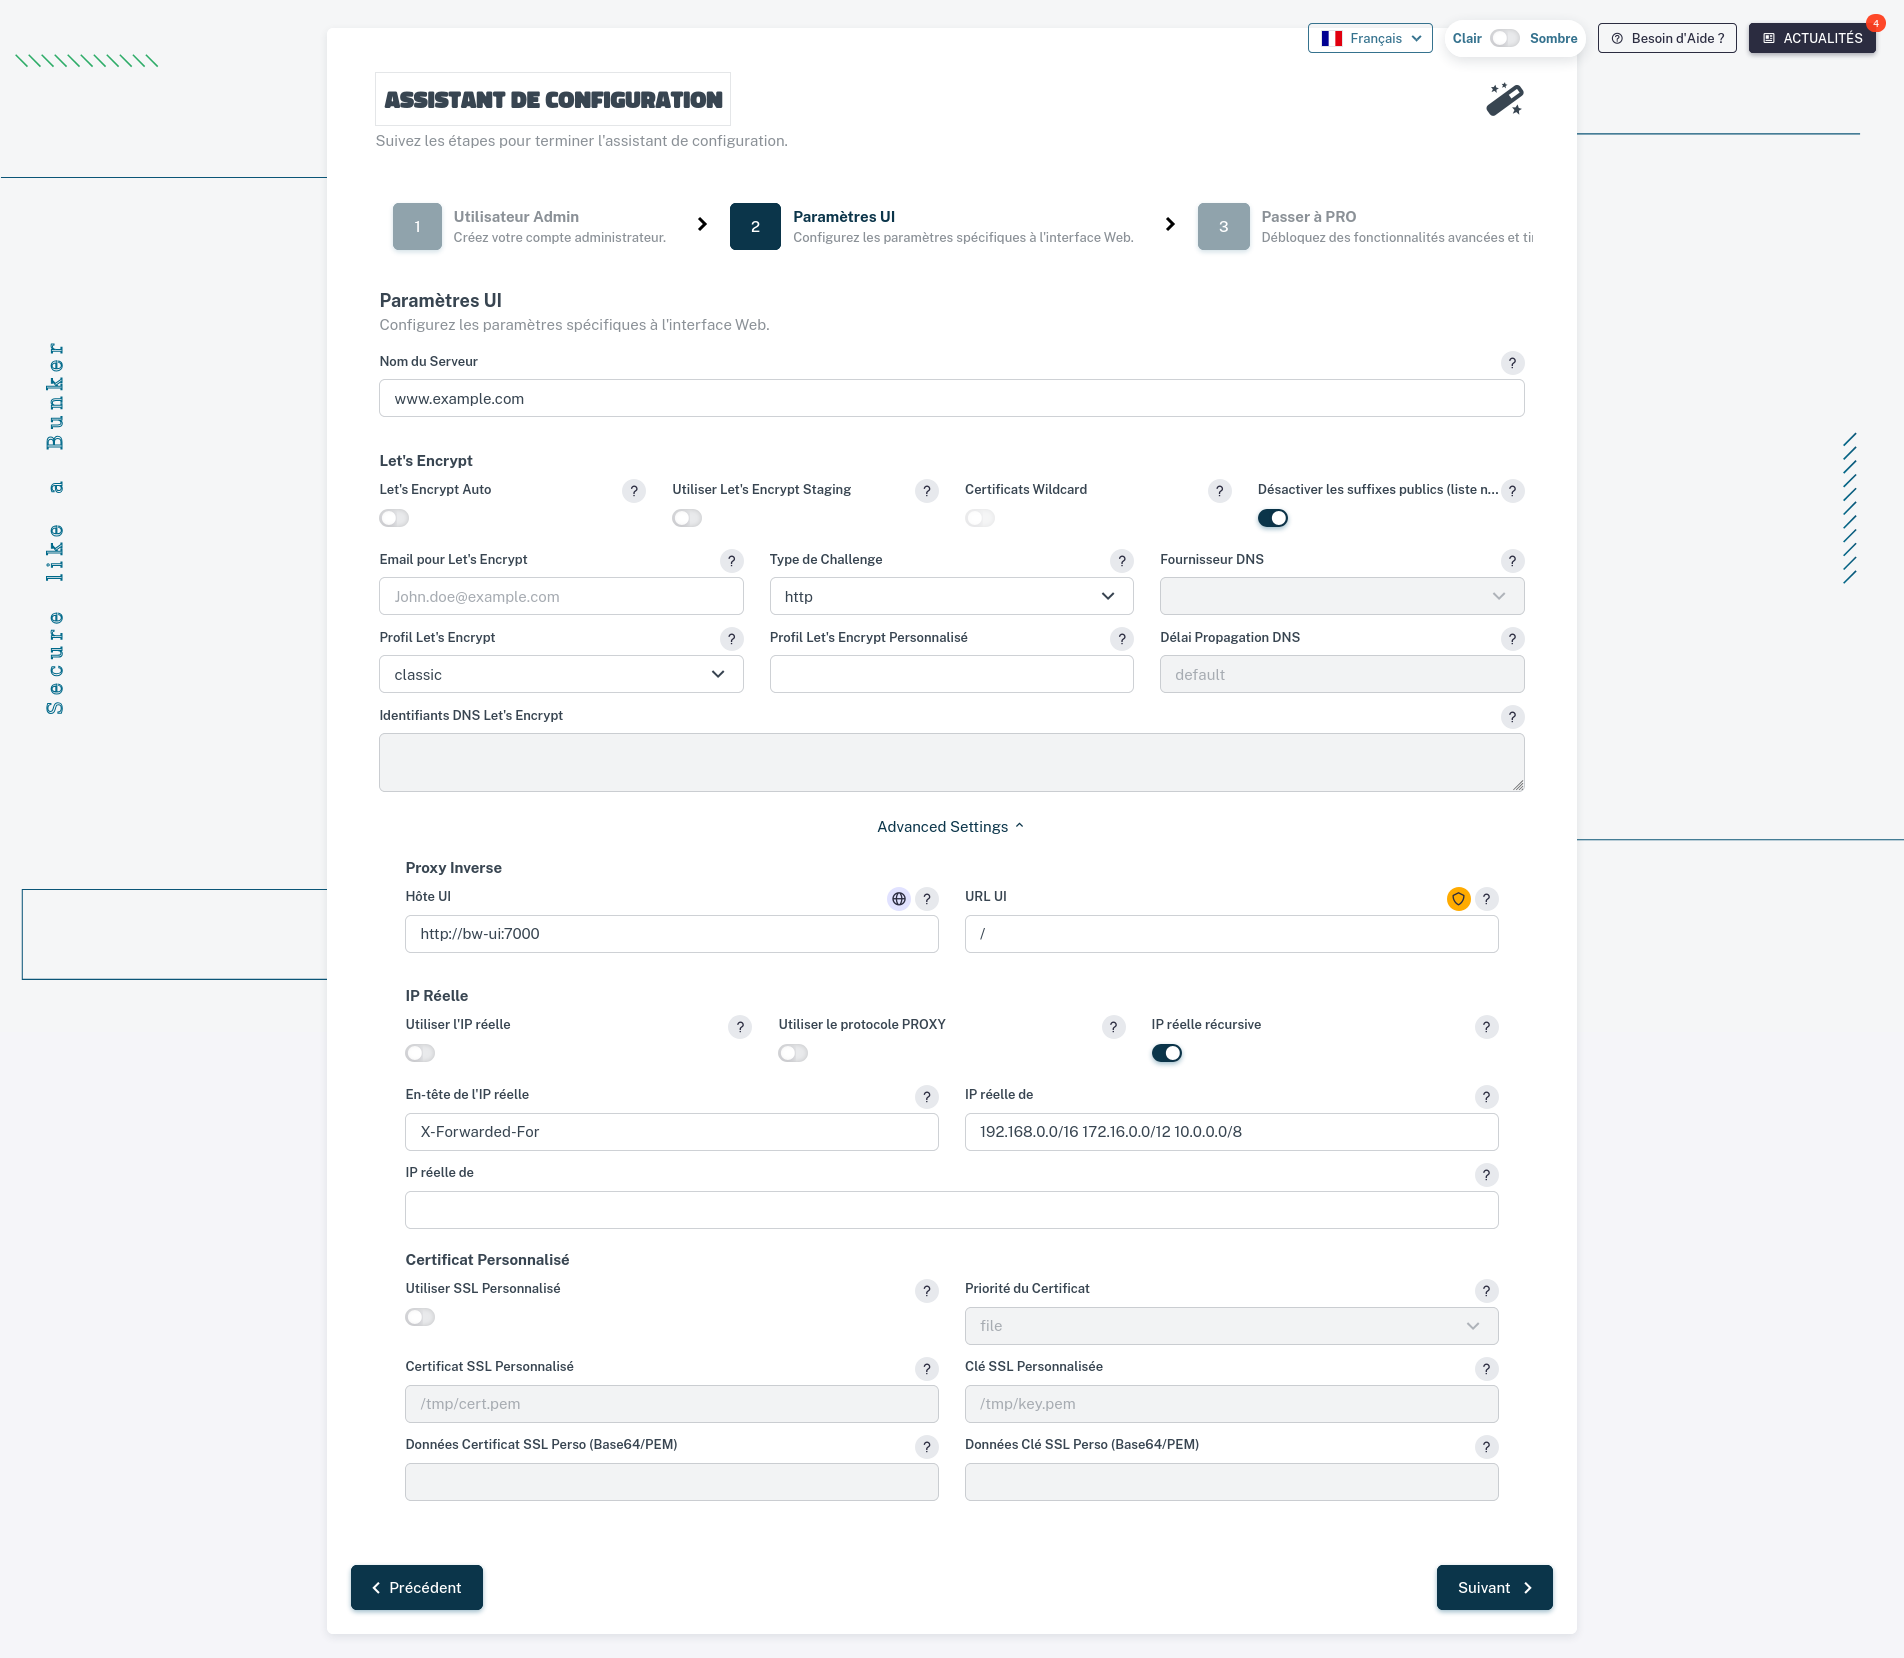 Français
Clair
Sombre
Besoin d'Aide ?
ACTUALITÉS
4
ASSISTANT DE CONFIGURATION
Suivez les étapes pour terminer l'assistant de configuration.
1
Utilisateur Admin
Créez votre compte administrateur.
2
Paramètres UI
Configurez les paramètres spécifiques à l'interface Web.
3
Passer à PRO
Débloquez des fonctionnalités avancées et
Secure like a Bunker
Paramètres UI
Configurez les paramètres spécifiques à l'interface Web.
Nom du Serveur ?
www.example.com
Let's Encrypt
Let's Encrypt Auto ?
Utiliser Let's Encrypt Staging ?
Certificats Wildcard ?
Désactiver les suffixes publics (liste n... ?
Email pour Let's Encrypt ?
John.doe@example.com
Type de Challenge ?
http
Fournisseur DNS ?
Profil Let's Encrypt ?
classic
Profil Let's Encrypt Personnalisé ?
Délai Propagation DNS ?
default
Identifiants DNS Let's Encrypt ?
Advanced Settings
Proxy Inverse
Hôte UI ?
http://bw-ui:7000
URL UI ?
/
IP Réelle
Utiliser l'IP réelle ?
Utiliser le protocole PROXY ?
IP réelle récursive ?
En-tête de l'IP réelle ?
X-Forwarded-For
IP réelle de ?
192.168.0.0/16 172.16.0.0/12 10.0.0.0/8
IP réelle de ?
Certificat Personnalisé
Utiliser SSL Personnalisé ?
Priorité du Certificat ?
file
Certificat SSL Personnalisé ?
/tmp/cert.pem
Clé SSL Personnalisée ?
/tmp/key.pem
Données Certificat SSL Perso (Base64/PEM) ?
Données Clé SSL Perso (Base64/PEM) ?
Précédent
Suivant